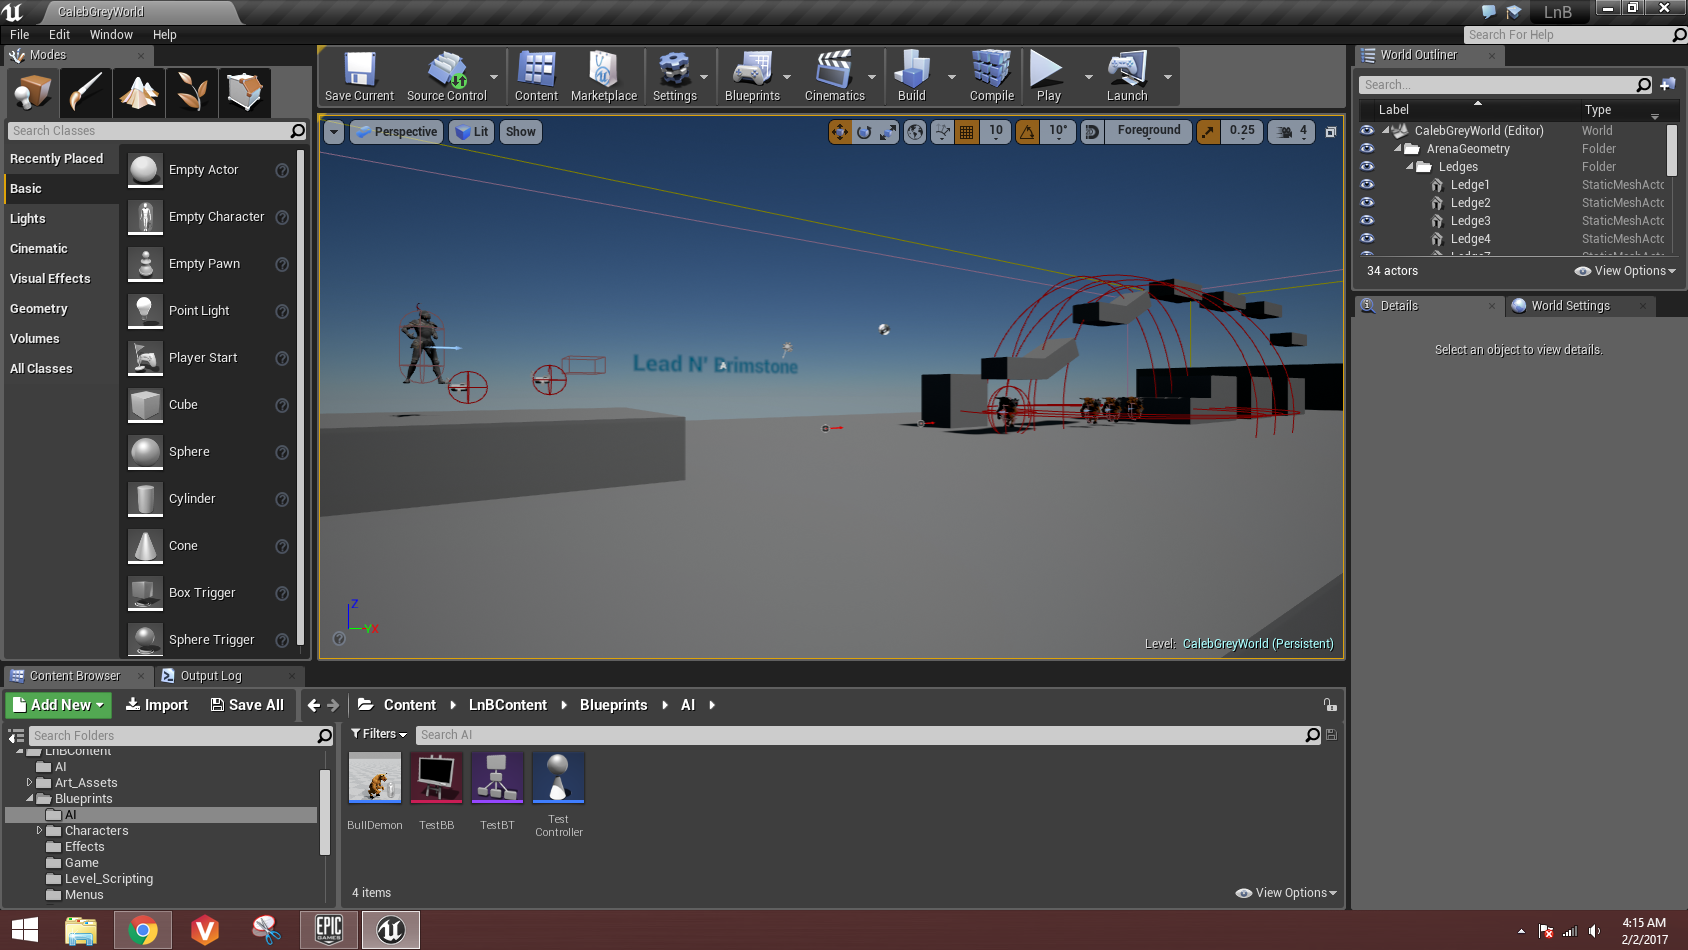 CalebGreyWorld
LnB
File Edit Window Help
Search For Help
Modes
Search Classes
Recently Placed
Basic
Lights
Cinematic
Visual Effects
Geometry
Volumes
All Classes
Empty Actor
Empty Character
Empty Pawn
Point Light
Player Start
Cube
Sphere
Cylinder
Cone
Box Trigger
Sphere Trigger
Save Current Source Control Content Marketplace Settings Blueprints Cinematics Build Compile Play Launch
Perspective Lit Show
10 10° Foreground 0.25 4
Lead N' Brimstone
Z
Y X
Level: CalebGreyWorld (Persistent)
World Outliner
Search...
Label Type
CalebGreyWorld (Editor) World
ArenaGeometry Folder
Ledges Folder
Ledge1 StaticMeshActo
Ledge2 StaticMeshActo
Ledge3 StaticMeshActo
Ledge4 StaticMeshActo
34 actors View Options
Details World Settings
Select an object to view details.
Content Browser Output Log
Add New Import Save All
Content LnBContent Blueprints AI
Search Folders
LnBContent
AI
Art_Assets
Blueprints
AI
Characters
Effects
Game
Level_Scripting
Menus
Filters Search AI
BullDemon TestBB TestBT Test
Controller
4 items View Options
EPIC
GAMES
4:15 AM
2/2/2017